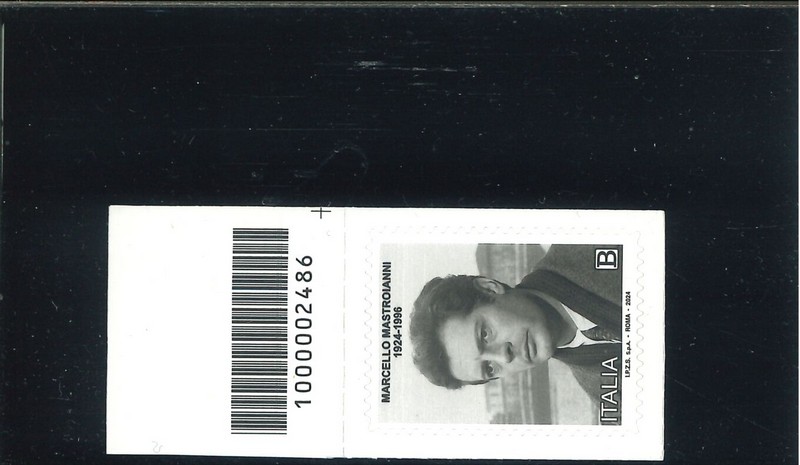 1000002486
MARCELLO MASTROIANNI
1924-1996
B
ITALIA
I.P.Z.S. S.p.A. - ROMA - 2024